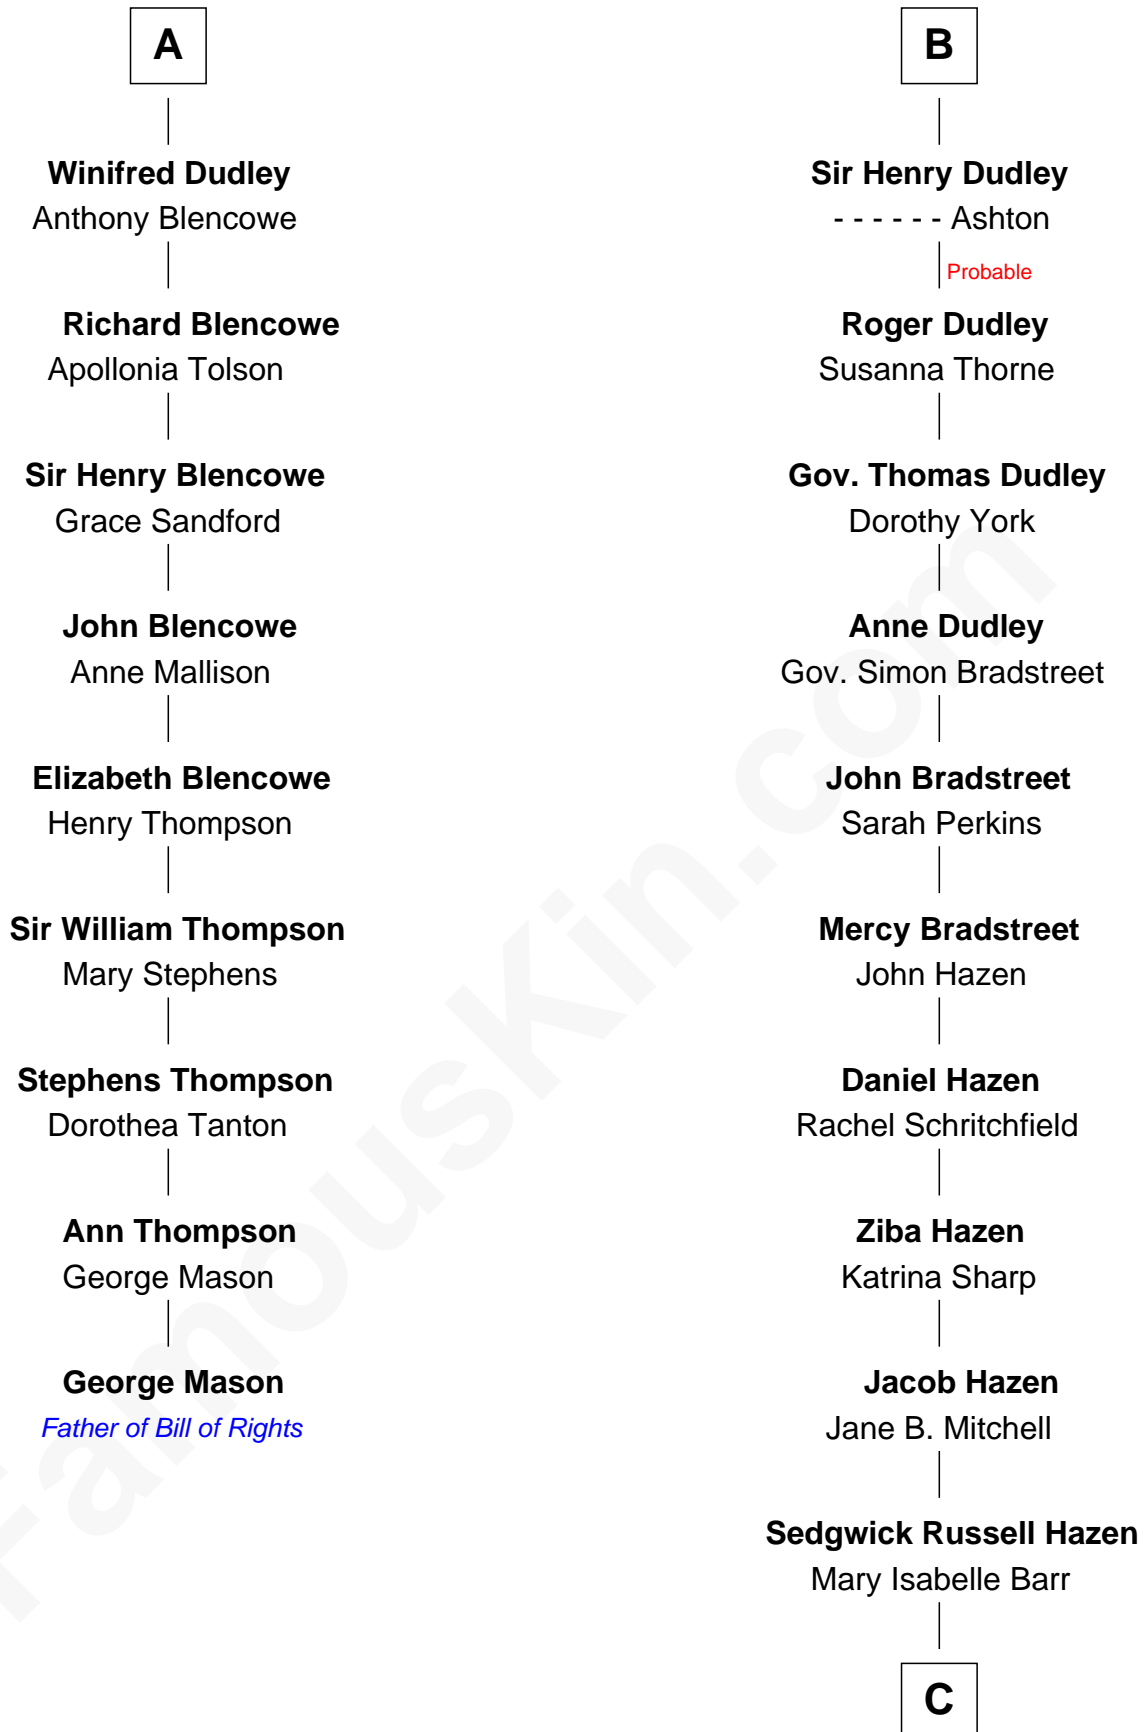 A
Winifred Dudley
Anthony Blencowe
Richard Blencowe
Apollonia Tolson
Sir Henry Blencowe
Grace Sandford
John Blencowe
Anne Mallison
Elizabeth Blencowe
Henry Thompson
Sir William Thompson
Mary Stephens
Stephens Thompson
Dorothea Tanton
Ann Thompson
George Mason
George Mason
Father of Bill of Rights
B
Sir Henry Dudley
- - - - - - Ashton
Probable
Roger Dudley
Susanna Thorne
Gov. Thomas Dudley
Dorothy York
Anne Dudley
Gov. Simon Bradstreet
John Bradstreet
Sarah Perkins
Mercy Bradstreet
John Hazen
Daniel Hazen
Rachel Schritchfield
Ziba Hazen
Katrina Sharp
Jacob Hazen
Jane B. Mitchell
Sedgwick Russell Hazen
Mary Isabelle Barr
C
FamousKin.com